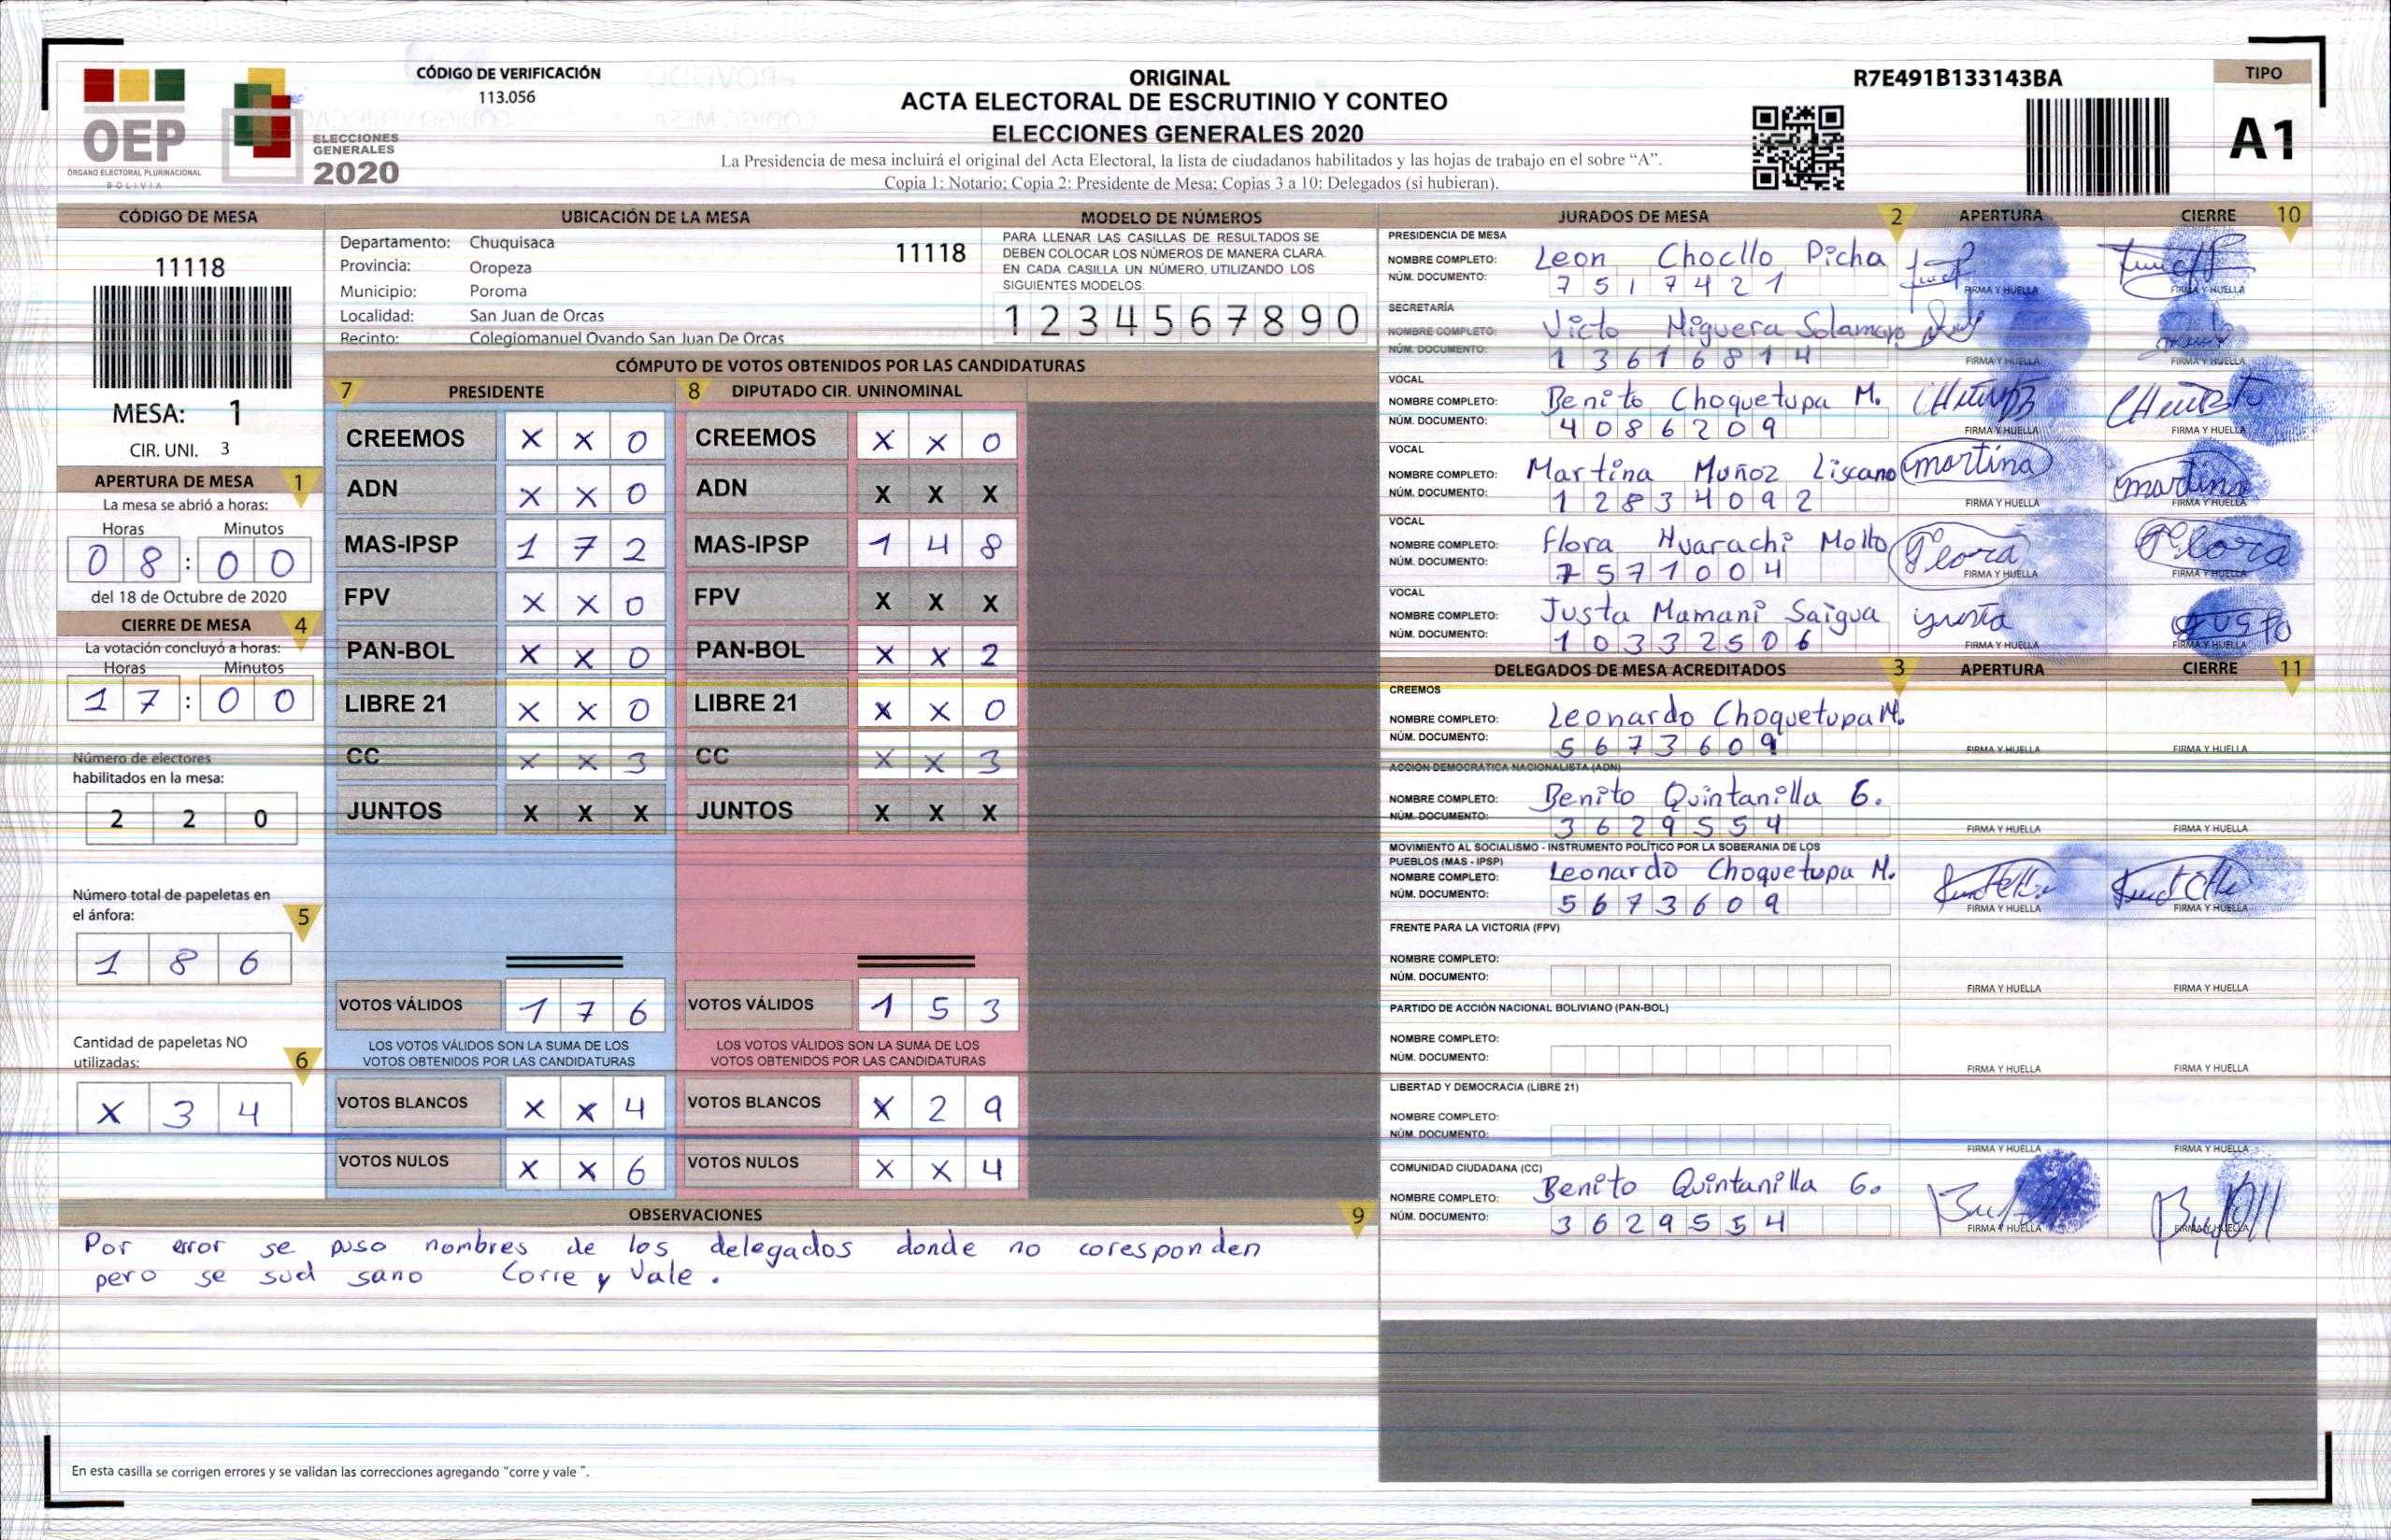 OEP
ÓRGANO ELECTORAL PLURINACIONAL
BOLIVIA
ELECCIONES
GENERALES
2020
CÓDIGO DE VERIFICACIÓN
113.056
ORIGINAL
ACTA ELECTORAL DE ESCRUTINIO Y CONTEO
ELECCIONES GENERALES 2020
La Presidencia de mesa incluirá el original del Acta Electoral, la lista de ciudadanos habilitados y las hojas de trabajo en el sobre “A”.
Copia 1: Notario; Copia 2: Presidente de Mesa; Copias 3 a 10: Delegados (si hubieran).
R7E491B133143BA
TIPO
A1
CÓDIGO DE MESA
11118
MESA: 1
CIR. UNI. 3
APERTURA DE MESA 1
La mesa se abrió a horas:
Horas Minutos
0 8 : 0 0
del 18 de Octubre de 2020
CIERRE DE MESA 4
La votación concluyó a horas:
Horas Minutos
1 7 : 0 0
Número de electores
habilitados en la mesa:
2 2 0
Número total de papeletas en
el ánfora: 5
1 8 6
Cantidad de papeletas NO
utilizadas: 6
X 3 4
UBICACIÓN DE LA MESA
Departamento: Chuquisaca 11118
Provincia: Oropeza
Municipio: Poroma
Localidad: San Juan de Orcas
Recinto: Colegiomanuel Ovando San Juan De Orcas
MODELO DE NÚMEROS
PARA LLENAR LAS CASILLAS DE RESULTADOS SE
DEBEN COLOCAR LOS NÚMEROS DE MANERA CLARA.
EN CADA CASILLA UN NÚMERO, UTILIZANDO LOS
SIGUIENTES MODELOS:
1 2 3 4 5 6 7 8 9 0
CÓMPUTO DE VOTOS OBTENIDOS POR LAS CANDIDATURAS
7 PRESIDENTE 8 DIPUTADO CIR. UNINOMINAL
CREEMOS X X 0 CREEMOS X X 0
ADN X X 0 ADN X X X
MAS-IPSP 1 7 2 MAS-IPSP 1 4 8
FPV X X 0 FPV X X X
PAN-BOL X X 0 PAN-BOL X X 2
LIBRE 21 X X 0 LIBRE 21 X X 0
CC X X 3 CC X X 3
JUNTOS X X X JUNTOS X X X
VOTOS VÁLIDOS 1 7 6 VOTOS VÁLIDOS 1 5 3
LOS VOTOS VÁLIDOS SON LA SUMA DE LOS LOS VOTOS VÁLIDOS SON LA SUMA DE LOS
VOTOS OBTENIDOS POR LAS CANDIDATURAS VOTOS OBTENIDOS POR LAS CANDIDATURAS
VOTOS BLANCOS X X 4 VOTOS BLANCOS X 2 9
VOTOS NULOS X X 6 VOTOS NULOS X X 4
OBSERVACIONES 9
Por error se puso nombres de los delegados donde no coresponden
pero se sud sano Corre y Vale.
En esta casilla se corrigen errores y se validan las correcciones agregando “corre y vale ”.
JURADOS DE MESA 2 APERTURA CIERRE 10
PRESIDENCIA DE MESA
NOMBRE COMPLETO: Leon Chocllo Picha
NÚM. DOCUMENTO: 7 5 1 7 4 2 1 FIRMA Y HUELLA FIRMA Y HUELLA
SECRETARÍA
NOMBRE COMPLETO: Victo Miguera Solamayo
NÚM. DOCUMENTO: 1 3 6 1 6 8 1 4 FIRMA Y HUELLA FIRMA Y HUELLA
VOCAL
NOMBRE COMPLETO: Benito Choquetupa M.
NÚM. DOCUMENTO: 4 0 8 6 2 0 9 FIRMA Y HUELLA FIRMA Y HUELLA
VOCAL
NOMBRE COMPLETO: Martina Muñoz Liscano martina martina
NÚM. DOCUMENTO: 1 2 8 3 4 0 9 2 FIRMA Y HUELLA FIRMA Y HUELLA
VOCAL
NOMBRE COMPLETO: Flora Huarachi Mollo Flora Flora
NÚM. DOCUMENTO: 7 5 7 1 0 0 4 FIRMA Y HUELLA FIRMA Y HUELLA
VOCAL
NOMBRE COMPLETO: Justa Mamani Saigua
NÚM. DOCUMENTO: 1 0 3 3 2 5 0 6 FIRMA Y HUELLA FIRMA Y HUELLA
DELEGADOS DE MESA ACREDITADOS 3 APERTURA CIERRE 11
CREEMOS
NOMBRE COMPLETO: Leonardo Choquetupa M.
NÚM. DOCUMENTO: 5 6 7 3 6 0 9 FIRMA Y HUELLA FIRMA Y HUELLA
ACCIÓN DEMOCRÁTICA NACIONALISTA (ADN)
NOMBRE COMPLETO: Benito Quintanilla G.
NÚM. DOCUMENTO: 3 6 2 9 5 5 4 FIRMA Y HUELLA FIRMA Y HUELLA
MOVIMIENTO AL SOCIALISMO - INSTRUMENTO POLÍTICO POR LA SOBERANIA DE LOS
PUEBLOS (MAS - IPSP)
NOMBRE COMPLETO: Leonardo Choquetupa M.
NÚM. DOCUMENTO: 5 6 7 3 6 0 9 FIRMA Y HUELLA FIRMA Y HUELLA
FRENTE PARA LA VICTORIA (FPV)
NOMBRE COMPLETO:
NÚM. DOCUMENTO: FIRMA Y HUELLA FIRMA Y HUELLA
PARTIDO DE ACCIÓN NACIONAL BOLIVIANO (PAN-BOL)
NOMBRE COMPLETO:
NÚM. DOCUMENTO: FIRMA Y HUELLA FIRMA Y HUELLA
LIBERTAD Y DEMOCRACIA (LIBRE 21)
NOMBRE COMPLETO:
NÚM. DOCUMENTO: FIRMA Y HUELLA FIRMA Y HUELLA
COMUNIDAD CIUDADANA (CC)
NOMBRE COMPLETO: Benito Quintanilla G.
NÚM. DOCUMENTO: 3 6 2 9 5 5 4 FIRMA Y HUELLA FIRMA Y HUELLA